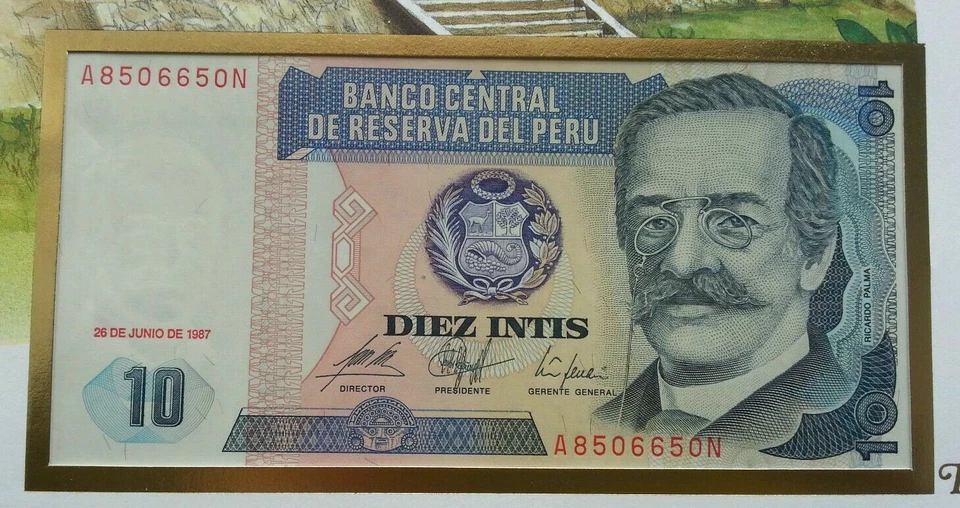 A8506650N
BANCO CENTRAL
DE RESERVA DEL PERU
10
RICARDO PALMA
DIEZ INTIS
26 DE JUNIO DE 1987
10
DIRECTOR
PRESIDENTE
GERENTE GENERAL
A8506650N
10